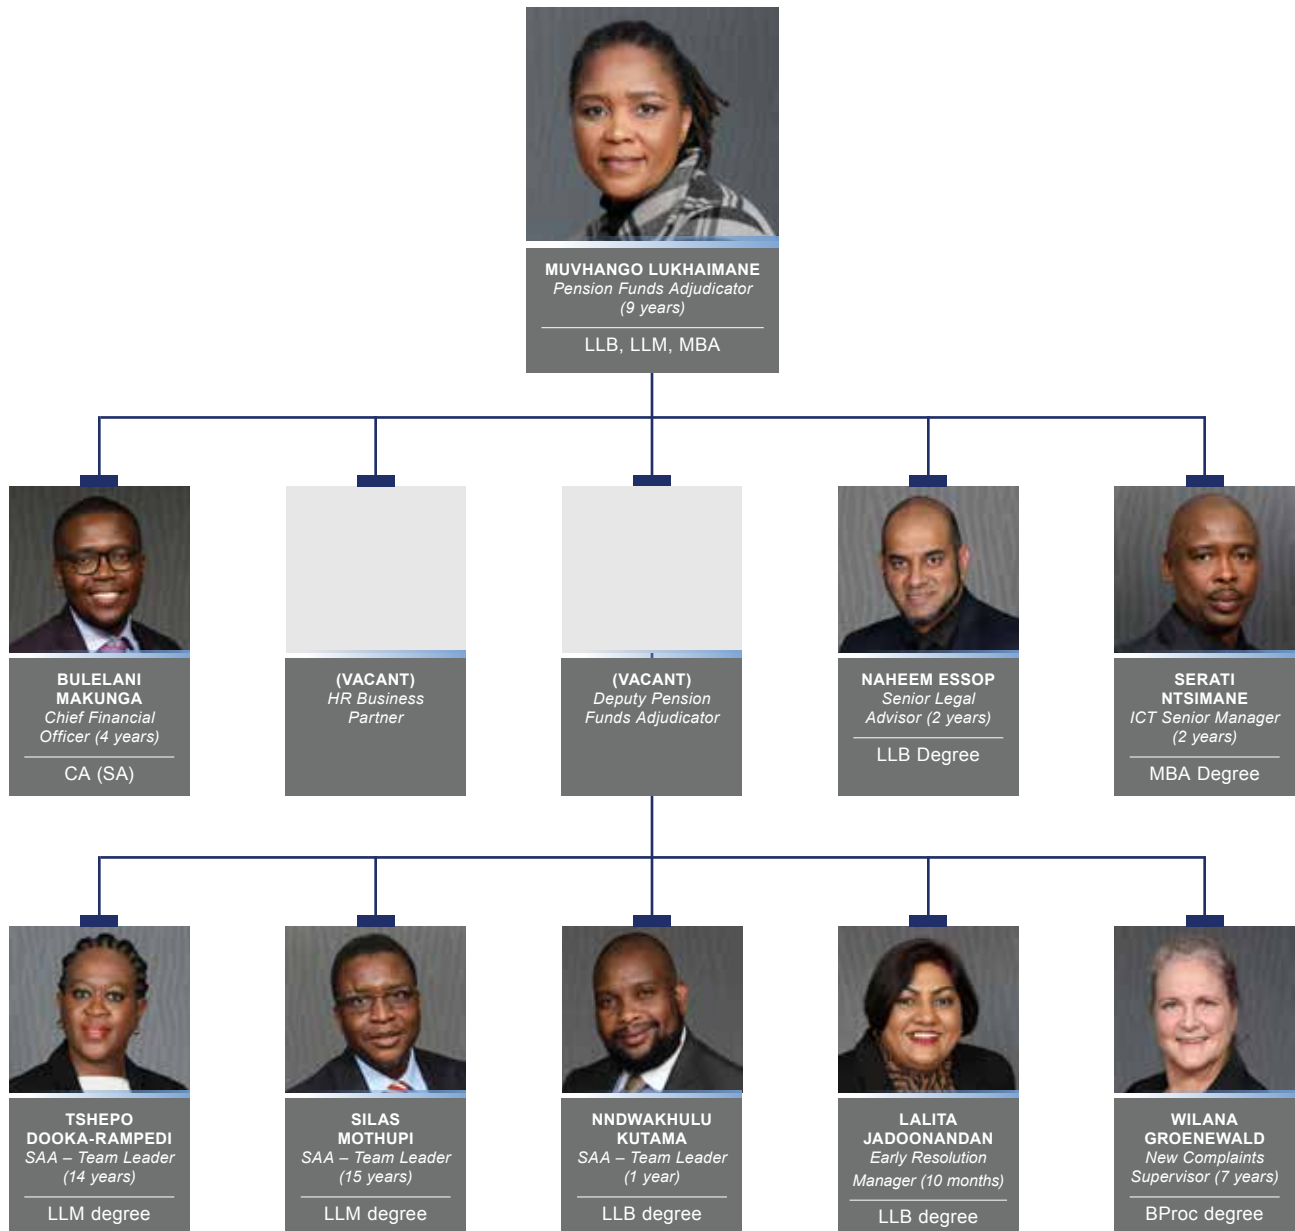 MUVHANGO LUKHAIMANE
Pension Funds Adjudicator
(9 years)
LLB, LLM, MBA
BULELANI
MAKUNGA
Chief Financial
Officer (4 years)
CA (SA)
(VACANT)
HR Business
Partner
(VACANT)
Deputy Pension
Funds Adjudicator
NAHEEM ESSOP
Senior Legal
Advisor (2 years)
LLB Degree
SERATI
NTSIMANE
ICT Senior Manager
(2 years)
MBA Degree
TSHEPO
DOOKA-RAMPEDI
SAA – Team Leader
(14 years)
LLM degree
SILAS
MOTHUPI
SAA – Team Leader
(15 years)
LLM degree
NNDWAKHULU
KUTAMA
SAA – Team Leader
(1 year)
LLB degree
LALITA
JADOONANDAN
Early Resolution
Manager (10 months)
LLB degree
WILANA
GROENEWALD
New Complaints
Supervisor (7 years)
BProc degree